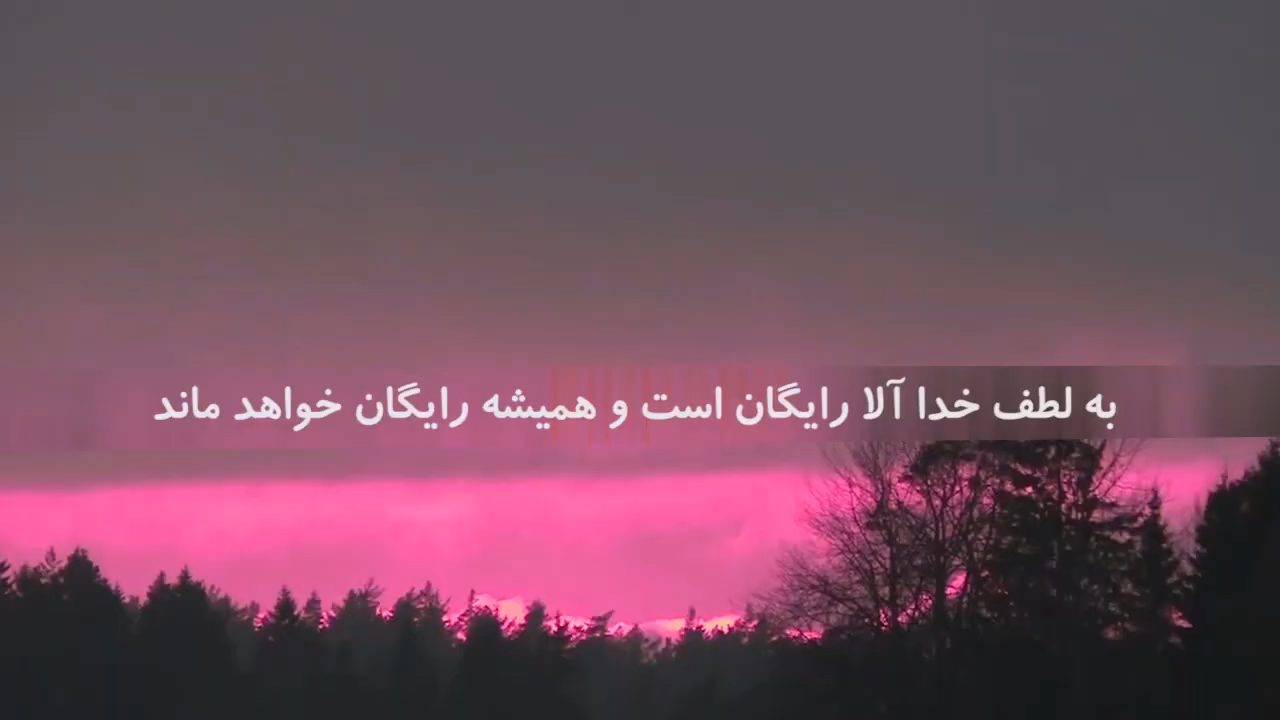 به لطف خدا آلا رایگان است و همیشه رایگان خواهد ماند